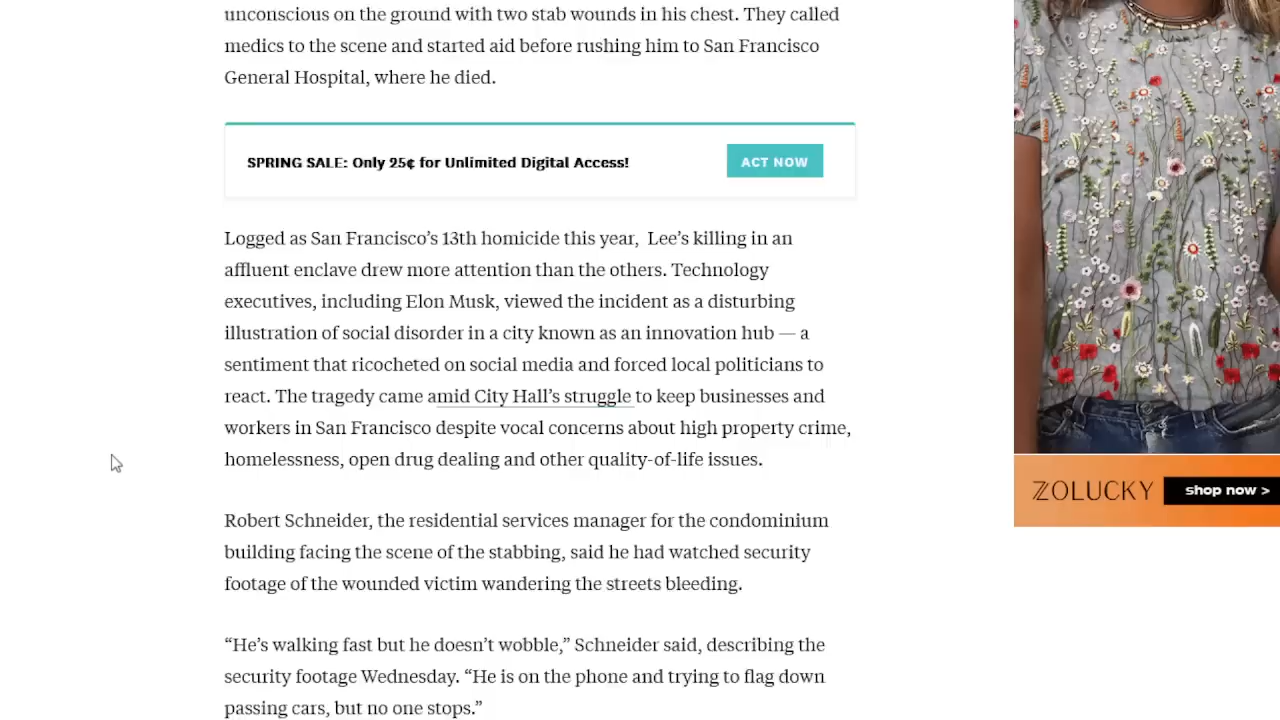 unconscious on the ground with two stab wounds in his chest. They called
medics to the scene and started aid before rushing him to San Francisco
General Hospital, where he died.
SPRING SALE: Only 25¢ for Unlimited Digital Access!
ACT NOW
Logged as San Francisco’s 13th homicide this year,  Lee’s killing in an
affluent enclave drew more attention than the others. Technology
executives, including Elon Musk, viewed the incident as a disturbing
illustration of social disorder in a city known as an innovation hub — a
sentiment that ricocheted on social media and forced local politicians to
react. The tragedy came amid City Hall’s struggle to keep businesses and
workers in San Francisco despite vocal concerns about high property crime,
homelessness, open drug dealing and other quality-of-life issues.
Robert Schneider, the residential services manager for the condominium
building facing the scene of the stabbing, said he had watched security
footage of the wounded victim wandering the streets bleeding.
“He’s walking fast but he doesn’t wobble,” Schneider said, describing the
security footage Wednesday. “He is on the phone and trying to flag down
passing cars, but no one stops.”
ZOLUCKY
shop now >